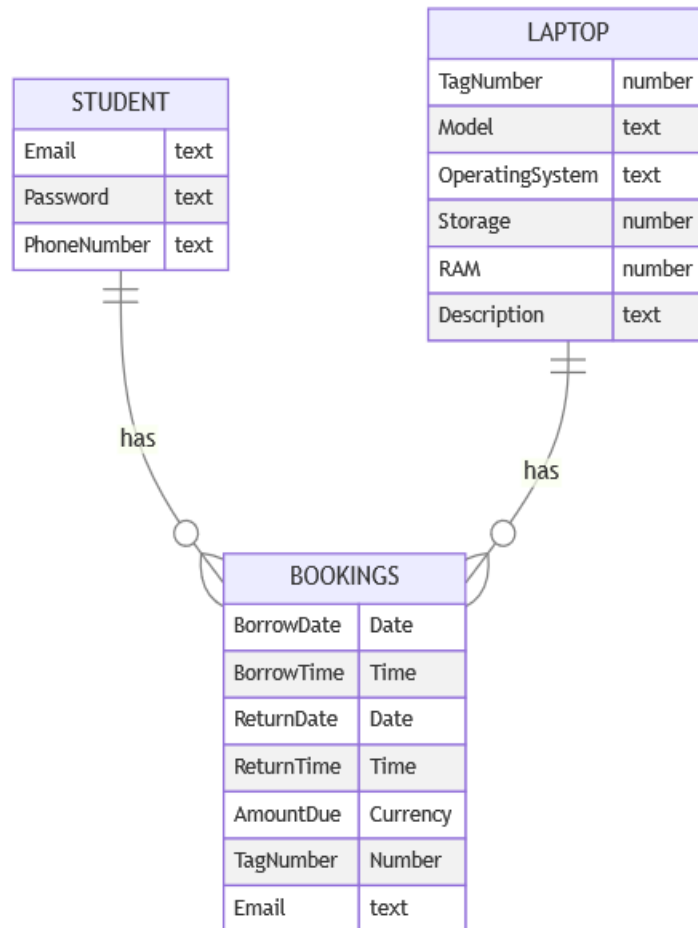 STUDENT
Email text
Password text
PhoneNumber text
LAPTOP
TagNumber number
Model text
OperatingSystem text
Storage number
RAM number
Description text
has
has
BOOKINGS
BorrowDate Date
BorrowTime Time
ReturnDate Date
ReturnTime Time
AmountDue Currency
TagNumber Number
Email text